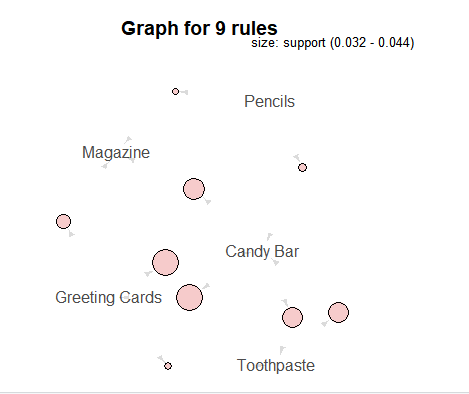 Graph for 9 rules
size: support (0.032 - 0.044)
Pencils
Magazine
Candy Bar
Greeting Cards
Toothpaste